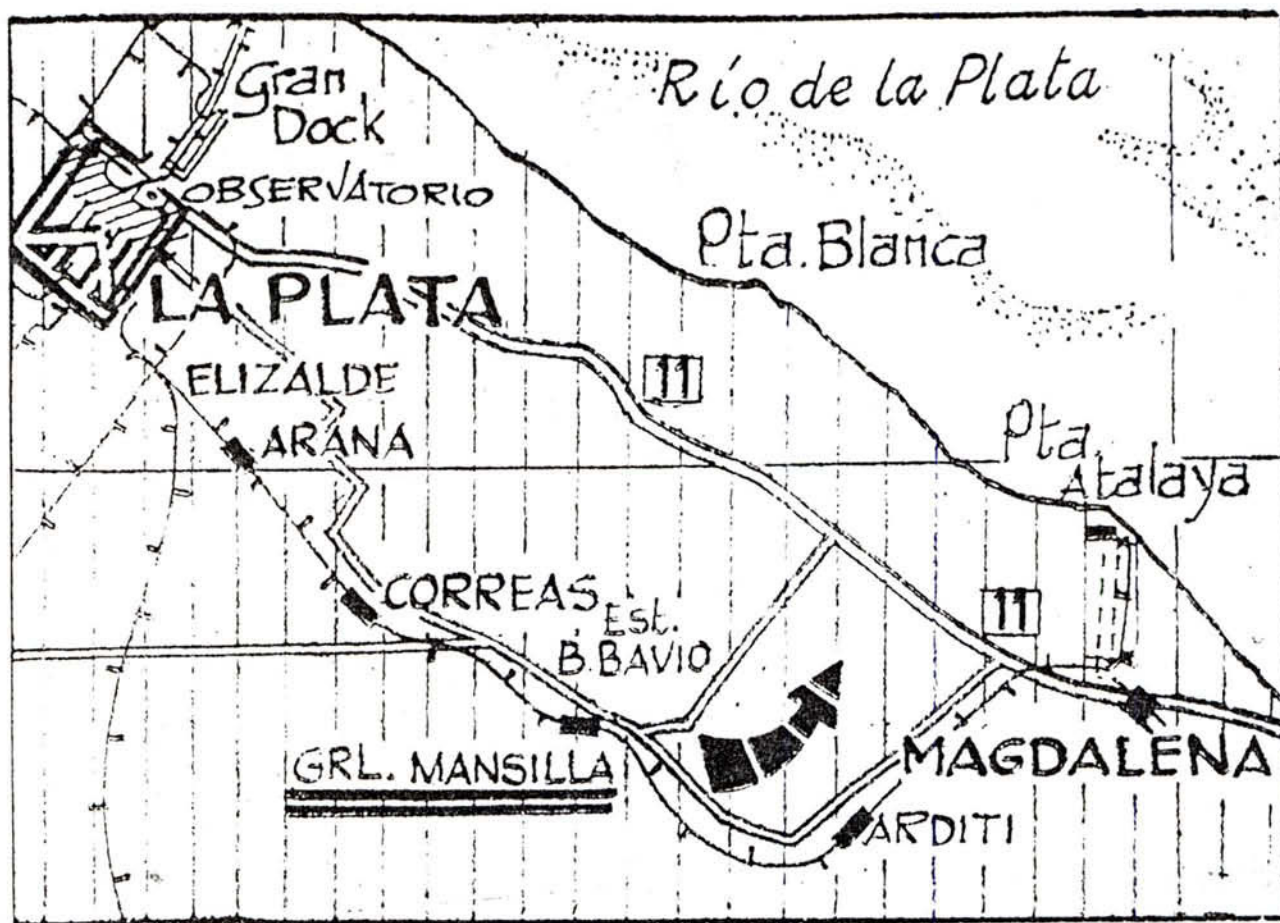 Río de la Plata
Gran
Dock
OBSERVATORIO
Pta. Blanca
LA PLATA
11
ELIZALDE
ARANA
Pta.
Atalaya
CORREAS
11
Est.
B. BAVIO
GRL. MANSILLA
MAGDALENA
ARDITI